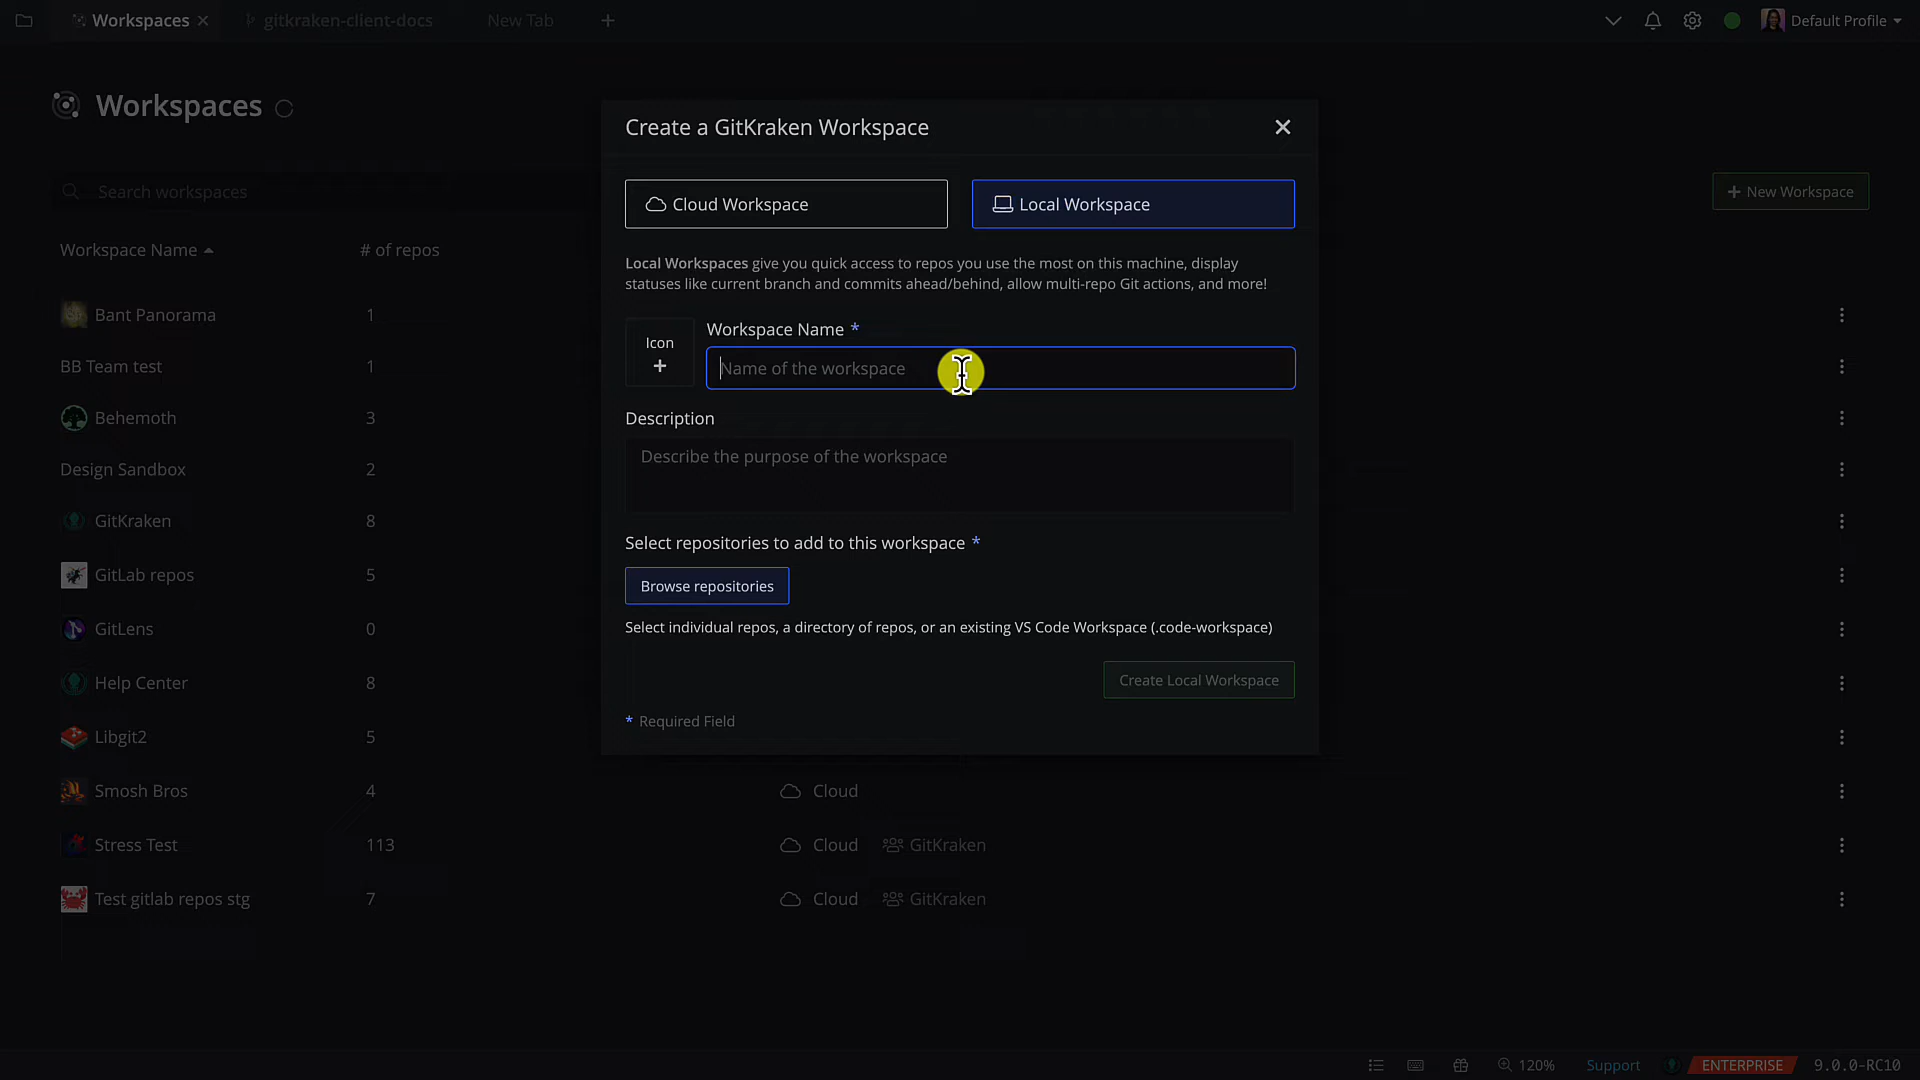 Workspaces
gitkraken-client-docs
New Tab
Default Profile
Workspaces
Search workspaces
New Workspace
Workspace Name
# of repos
Bant Panorama 1
BB Team test 1
Behemoth 3
Design Sandbox 2
GitKraken 8
GitLab repos 5
GitLens 0
Help Center 8
Libgit2 5
Smosh Bros 4 Cloud
Stress Test 113 Cloud GitKraken
Test gitlab repos stg 7 Cloud GitKraken
Create a GitKraken Workspace
Cloud Workspace
Local Workspace
Local Workspaces give you quick access to repos you use the most on this machine, display
statuses like current branch and commits ahead/behind, allow multi-repo Git actions, and more!
Icon
Workspace Name *
Name of the workspace
Description
Describe the purpose of the workspace
Select repositories to add to this workspace *
Browse repositories
Select individual repos, a directory of repos, or an existing VS Code Workspace (.code-workspace)
Create Local Workspace
* Required Field
120%
Support
ENTERPRISE
9.0.0-RC10